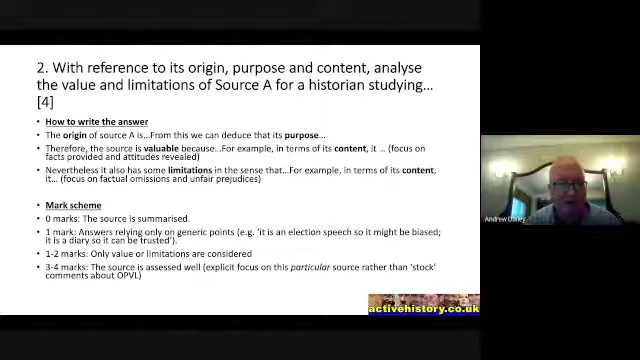 2. With reference to its origin, purpose and content, analyse
the value and limitations of Source A for a historian studying…
[4]
• How to write the answer
• The origin of source A is…From this we can deduce that its purpose…
• Therefore, the source is valuable because…For example, in terms of its content, it … (focus on
facts provided and attitudes revealed)
• Nevertheless it also has some limitations in the sense that…For example, in terms of its content,
it… (focus on factual omissions and unfair prejudices)
• Mark scheme
• 0 marks: The source is summarised.
• 1 mark: Answers relying only on generic points (e.g. ‘it is an election speech so it might be biased;
it is a diary so it can be trusted’).
• 1-2 marks: Only value or limitations are considered
• 3-4 marks: The source is assessed well (explicit focus on this particular source rather than ‘stock’
comments about OPVL)
Andrew
activehistory.co.uk